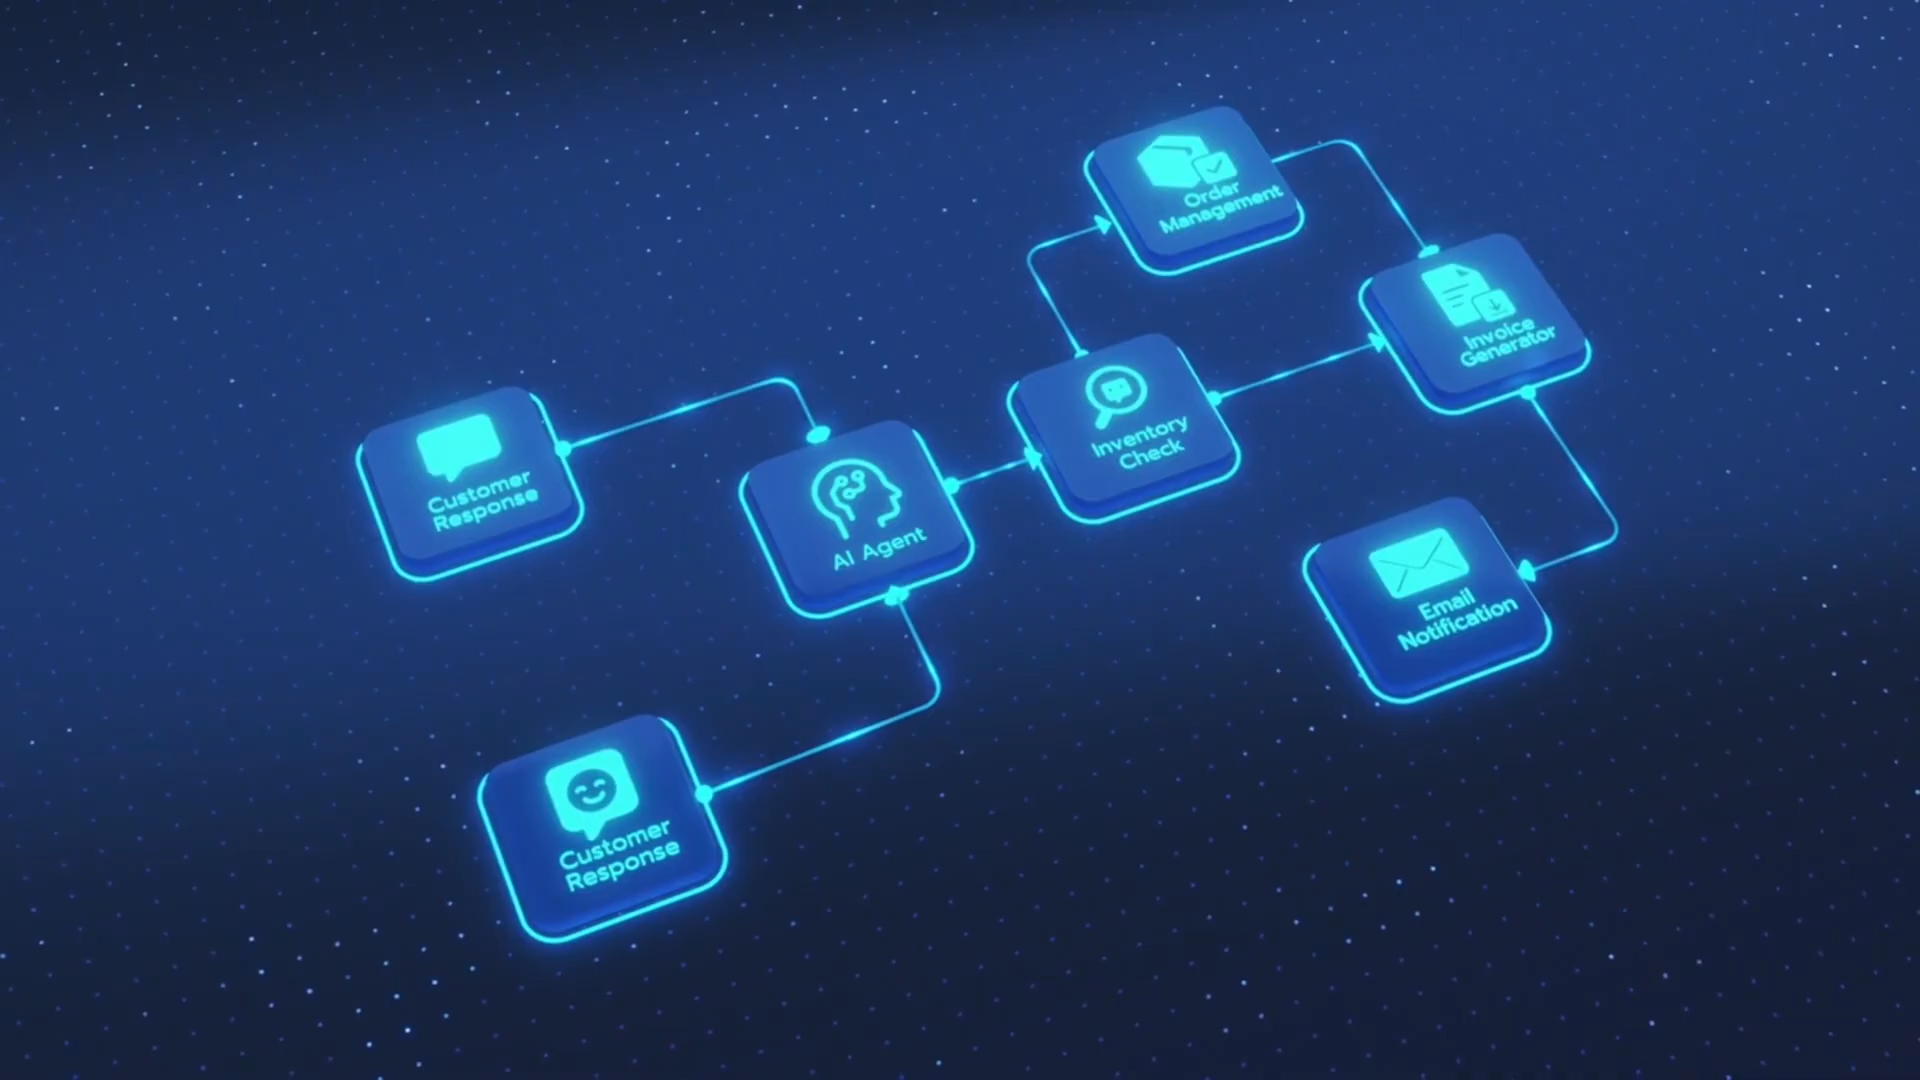 Order
Management
Invoice
Generator
Customer
Response
Inventory
Check
AI Agent
Email
Notification
Customer
Response